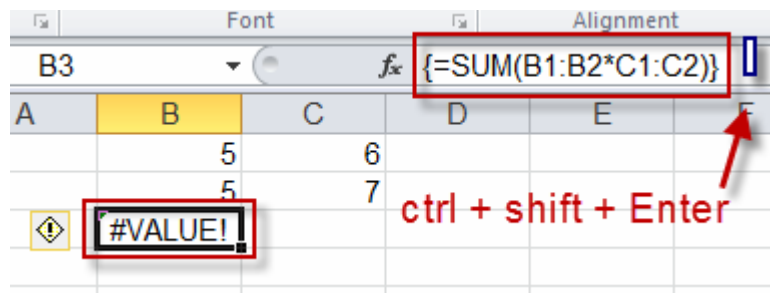 Font Alignment
B3 fx {=SUM(B1:B2*C1:C2)}
A B C D E F
5 6
5 7
ctrl + shift + Enter
#VALUE!